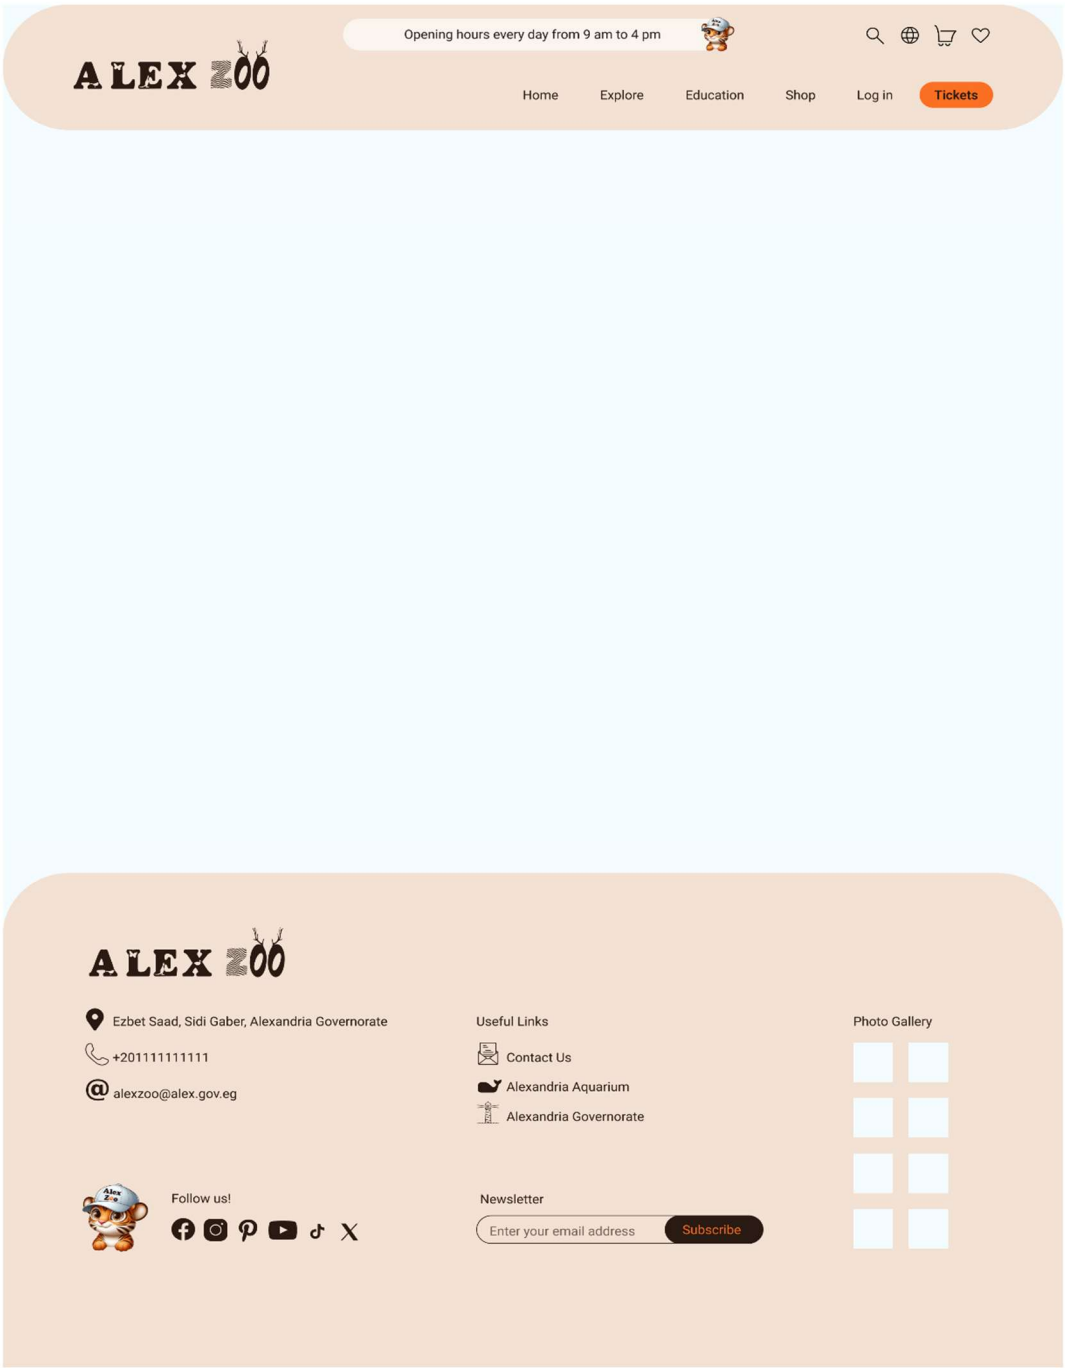 Opening hours every day from 9 am to 4 pm
ALEX ZOO
Home Explore Education Shop Log in Tickets
ALEX ZOO
Ezbet Saad, Sidi Gaber, Alexandria Governorate
+201111111111
@ alexzoo@alex.gov.eg
Useful Links
Contact Us
Alexandria Aquarium
Alexandria Governorate
Photo Gallery
Alex
Zoo
Follow us!
Newsletter
Enter your email address Subscribe